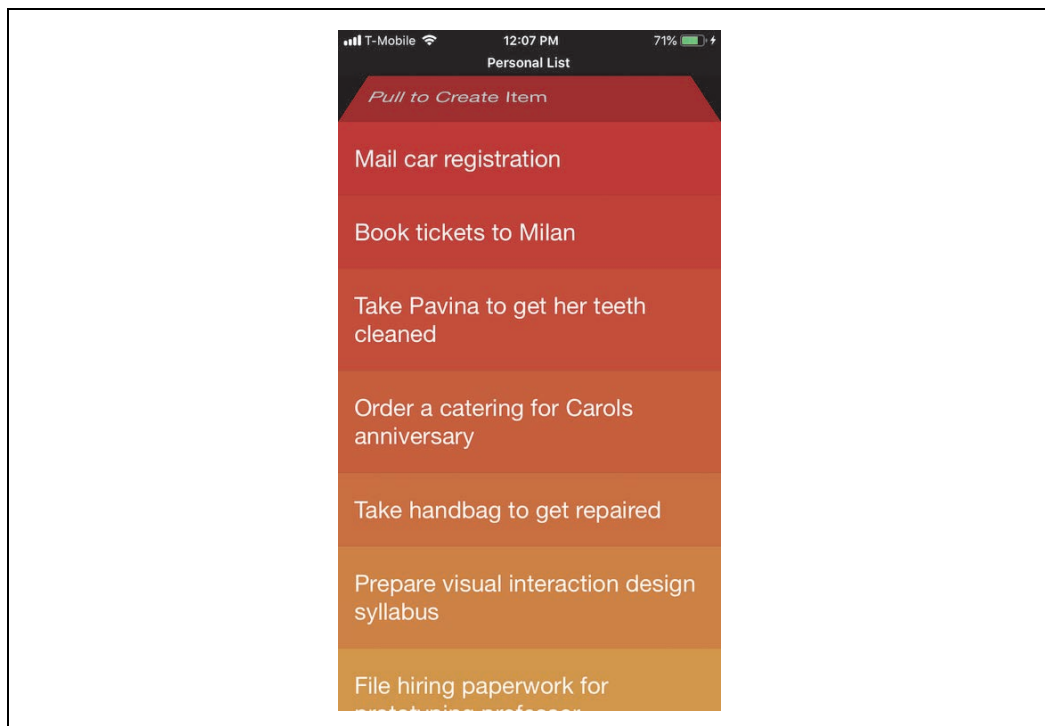 T-Mobile 12:07 PM 71%
Personal List
Pull to Create Item
Mail car registration
Book tickets to Milan
Take Pavina to get her teeth
cleaned
Order a catering for Carols
anniversary
Take handbag to get repaired
Prepare visual interaction design
syllabus
File hiring paperwork for
prototyping professor